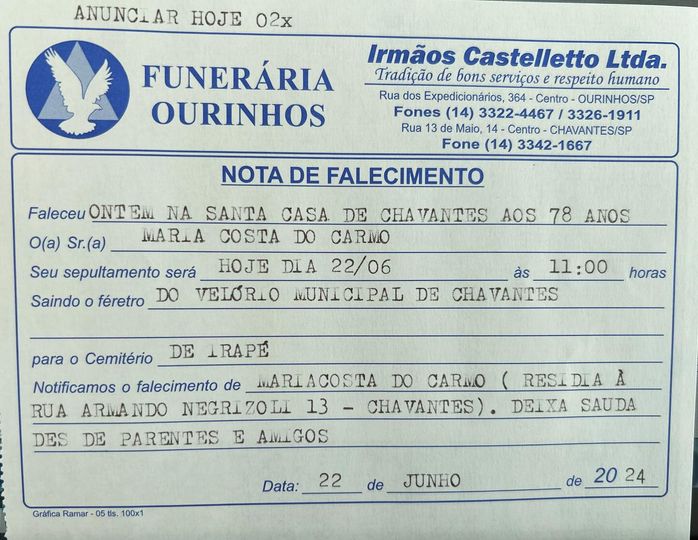 ANUNCIAR HOJE 02x
FUNERÁRIA
OURINHOS
Irmãos Castelletto Ltda.
Tradição de bons serviços e respeito humano
Rua dos Expedicionários, 364 - Centro - OURINHOS/SP
Fones (14) 3322-4467 / 3326-1911
Rua 13 de Maio, 14 - Centro - CHAVANTES/SP
Fone (14) 3342-1667
NOTA DE FALECIMENTO
Faleceu ONTEM NA SANTA CASA DE CHAVANTES AOS 78 ANOS
O(a) Sr.(a) MARIA COSTA DO CARMO
Seu sepultamento será HOJE DIA 22/06 às 11:00 horas
Saindo o féretro DO VELÓRIO MUNICIPAL DE CHAVANTES
para o Cemitério DE IRAPÉ
Notificamos o falecimento de MARIACOSTA DO CARMO ( RESIDIA À
RUA ARMANDO NEGRIZOLI 13 - CHAVANTES). DEIXA SAUDA
DES DE PARENTES E AMIGOS
Data: 22 de JUNHO de 20 24
Gráfica Ramar - 05 tls. 100x1